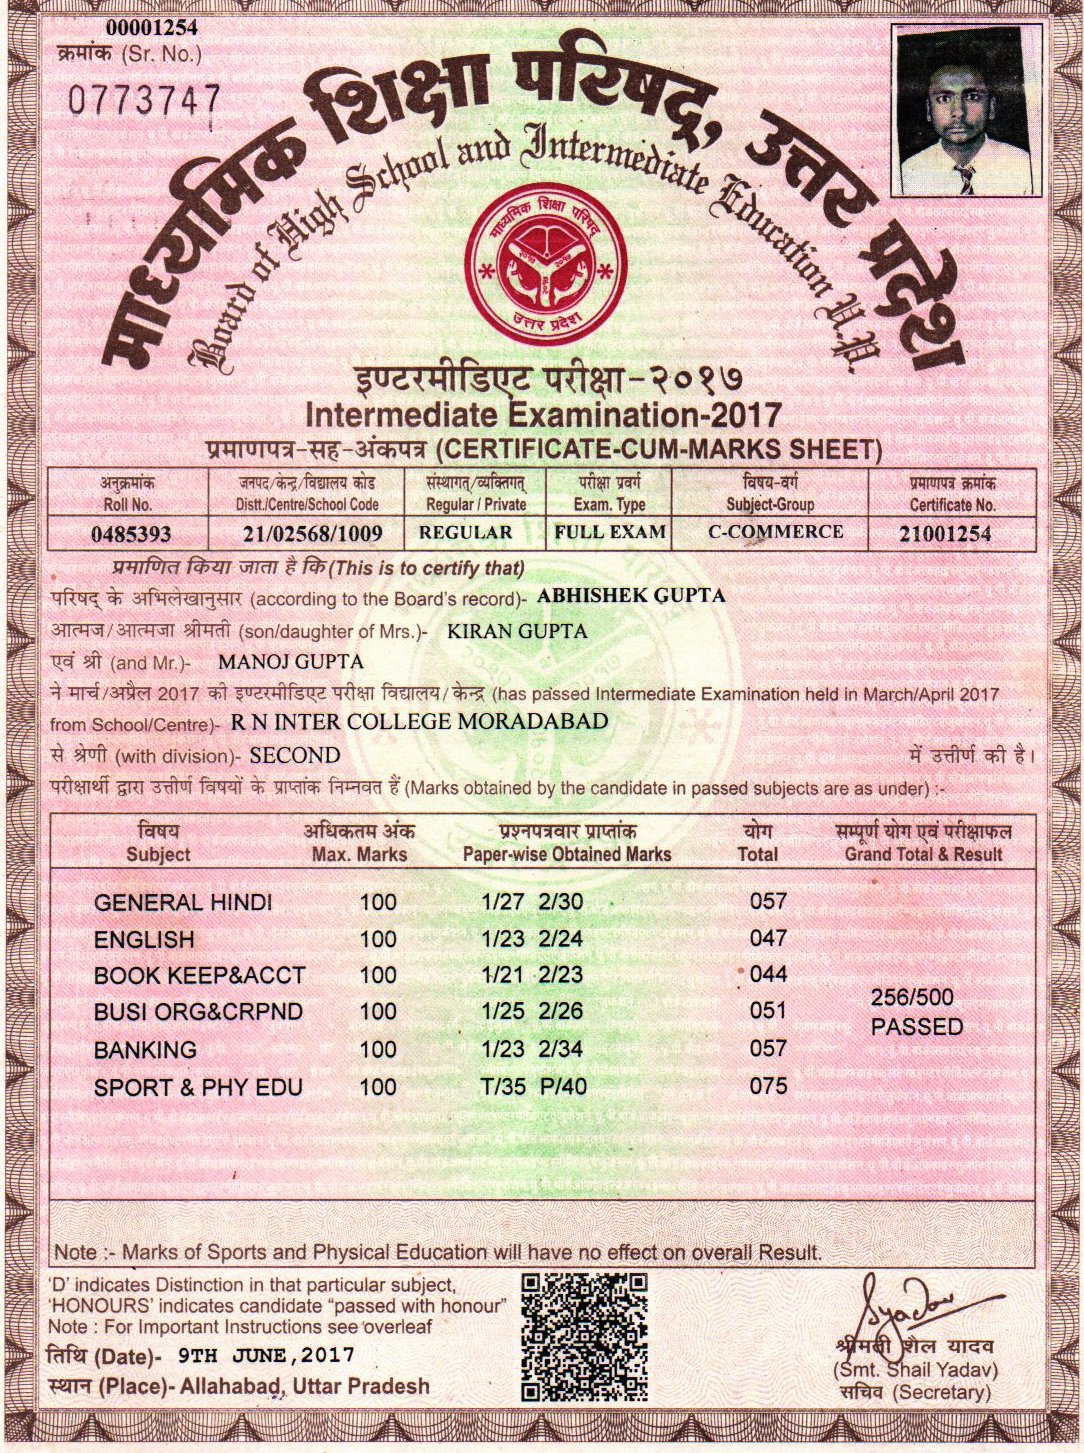 00001254
क्रमांक (Sr. No.)
0773747
माध्यमिक शिक्षा परिषद्, उत्तर प्रदेश
Board of High School and Intermediate Education U.P.
माध्यमिक शिक्षा परिषद्
उत्तर प्रदेश
इण्टरमीडिएट परीक्षा-२०१७
Intermediate Examination-2017
प्रमाणपत्र-सह-अंकपत्र (CERTIFICATE-CUM-MARKS SHEET)
अनुक्रमांक जनपद/केन्द्र/विद्यालय कोड संस्थागत्/व्यक्तिगत् परीक्षा प्रवर्ग विषय-वर्ग प्रमाणपत्र क्रमांक
Roll No. Distt./Centre/School Code Regular / Private Exam. Type Subject-Group Certificate No.
0485393 21/02568/1009 REGULAR FULL EXAM C-COMMERCE 21001254
प्रमाणित किया जाता है कि (This is to certify that)
परिषद् के अभिलेखानुसार (according to the Board's record)- ABHISHEK GUPTA
आत्मज/आत्मजा श्रीमती (son/daughter of Mrs.)- KIRAN GUPTA
एवं श्री (and Mr.)- MANOJ GUPTA
ने मार्च/अप्रैल 2017 की इण्टरमीडिएट परीक्षा विद्यालय/केन्द्र (has passed Intermediate Examination held in March/April 2017
from School/Centre)- R N INTER COLLEGE MORADABAD
से श्रेणी (with division)- SECOND में उत्तीर्ण की है।
परीक्षार्थी द्वारा उत्तीर्ण विषयों के प्राप्तांक निम्नवत हैं (Marks obtained by the candidate in passed subjects are as under) :-
विषय अधिकतम अंक प्रश्नपत्रवार प्राप्तांक योग सम्पूर्ण योग एवं परीक्षाफल
Subject Max. Marks Paper-wise Obtained Marks Total Grand Total & Result
GENERAL HINDI 100 1/27 2/30 057
ENGLISH 100 1/23 2/24 047
BOOK KEEP&ACCT 100 1/21 2/23 044
256/500
BUSI ORG&CRPND 100 1/25 2/26 051
PASSED
BANKING 100 1/23 2/34 057
SPORT & PHY EDU 100 T/35 P/40 075
Note :- Marks of Sports and Physical Education will have no effect on overall Result.
'D' indicates Distinction in that particular subject,
'HONOURS' indicates candidate "passed with honour"
Note : For Important Instructions see overleaf
तिथि (Date)- 9TH JUNE,2017
स्थान (Place)- Allahabad, Uttar Pradesh
Syadav
श्रीमती शैल यादव
(Smt. Shail Yadav)
सचिव (Secretary)